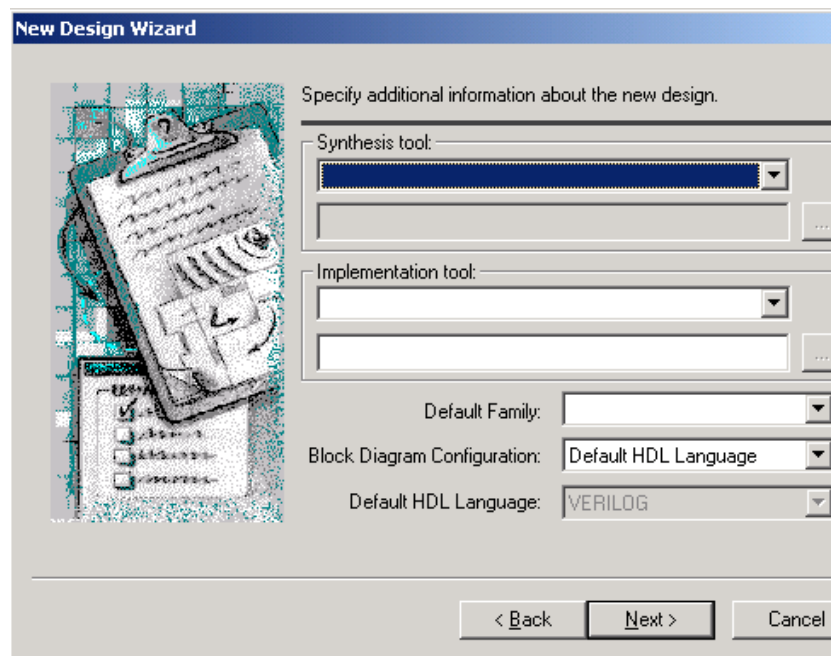 New Design Wizard
Specify additional information about the new design.
Synthesis tool:
...
Implementation tool:
...
Default Family:
Block Diagram Configuration: Default HDL Language
Default HDL Language: VERILOG
< Back Next > Cancel